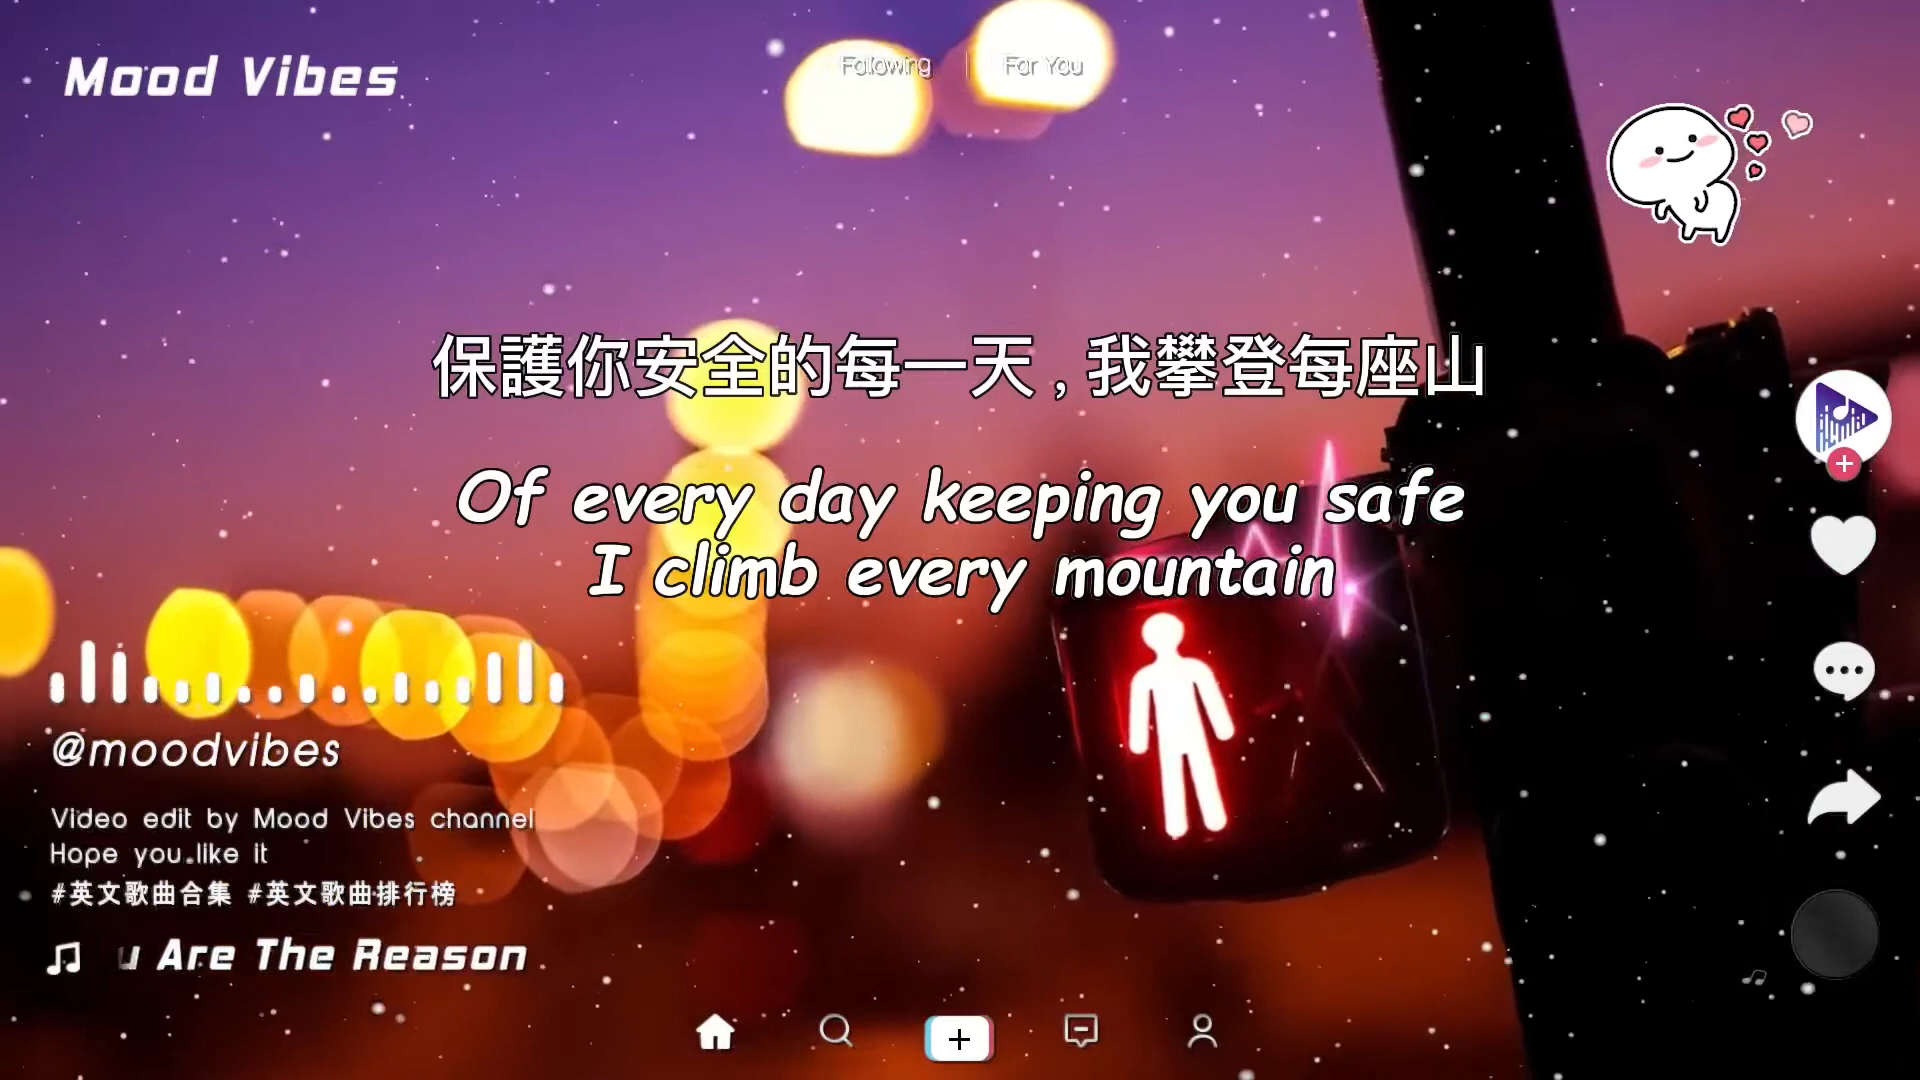 Mood Vibes
Following
For You
保護你安全的每一天 , 我攀登每座山
Of every day keeping you safe
I climb every mountain
@moodvibes
Video edit by Mood Vibes channel
Hope you like it
#英文歌曲合集 #英文歌曲排行榜
u Are The Reason